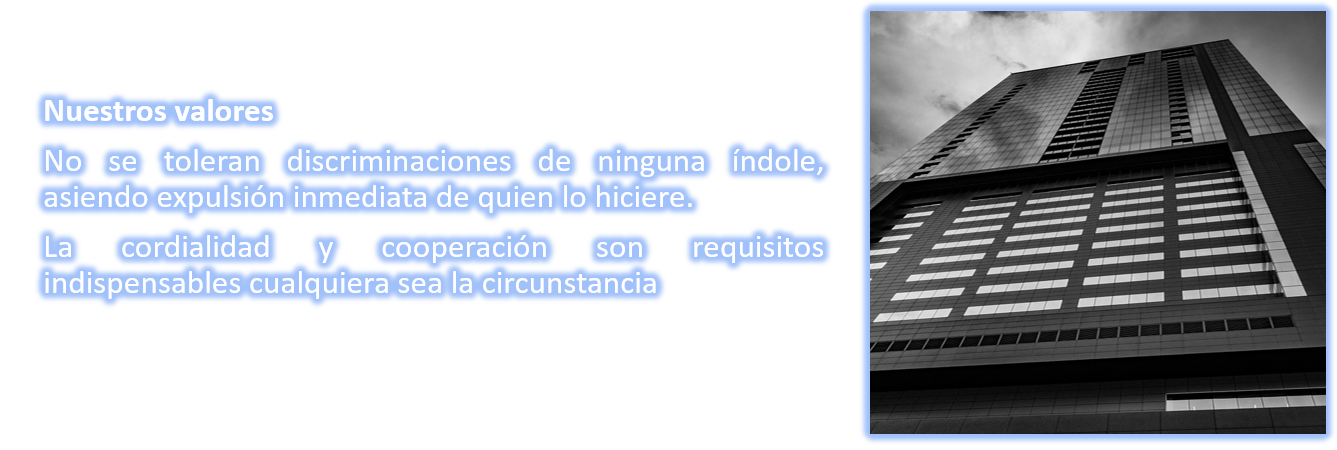 Nuestros valores
No se toleran discriminaciones de ninguna índole,
asiendo expulsión inmediata de quien lo hiciere.
La cordialidad y cooperación son requisitos
indispensables cualquiera sea la circunstancia